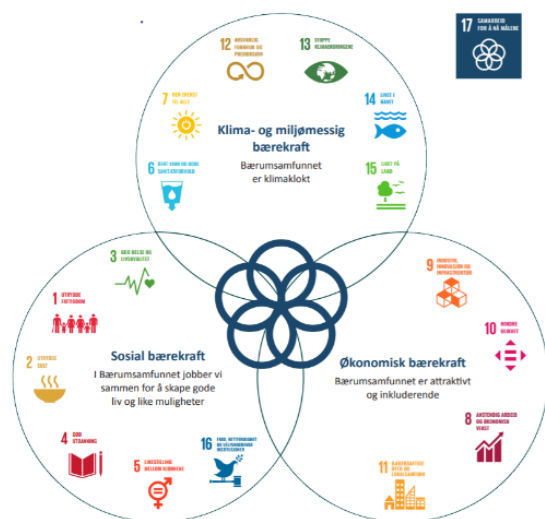 17 SAMARBEID
FOR Å NÅ MÅLENE
12 ANSVARLIG
FORBRUK OG
PRODUKSJON
13 STOPPE
KLIMAENDRINGENE
7 REN ENERGI
TIL ALLE
14 LIVET I
HAVET
Klima- og miljømessig
bærekraft
Bærumsamfunnet
er klimaklokt
6 RENT VANN OG GODE
SANITÆRFORHOLD
15 LIVET PÅ
LAND
3 GOD HELSE OG
LIVSKVALITET
1 UTRYDDE
FATTIGDOM
2 UTRYDDE
SULT
Sosial bærekraft
I Bærumsamfunnet jobber vi
sammen for å skape gode
liv og like muligheter
4 GOD
UTDANNING
5 LIKESTILLING
MELLOM KJØNNENE
16 FRED, RETTFERDIGHET
OG VELFUNGERENDE
INSTITUSJONER
9 INDUSTRI,
INNOVASJON OG
INFRASTRUKTUR
10 MINDRE
ULIKHET
Økonomisk bærekraft
Bærumsamfunnet er attraktivt
og inkluderende
8 ANSTENDIG ARBEID
OG ØKONOMISK
VEKST
11 BÆREKRAFTIGE
BYER OG
LOKALSAMFUNN